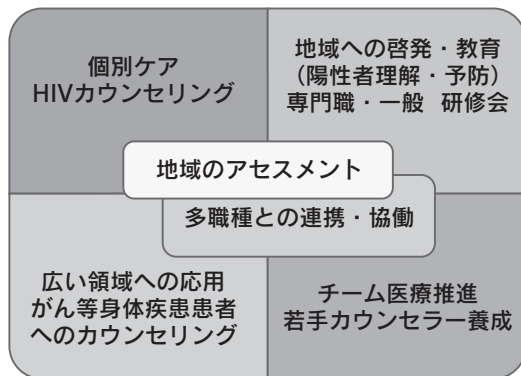 個別ケア
HIVカウンセリング
地域への啓発・教育
（陽性者理解・予防）
専門職・一般 研修会
地域のアセスメント
多職種との連携・協働
広い領域への応用
がん等身体疾患患者
へのカウンセリング
チーム医療推進
若手カウンセラー養成